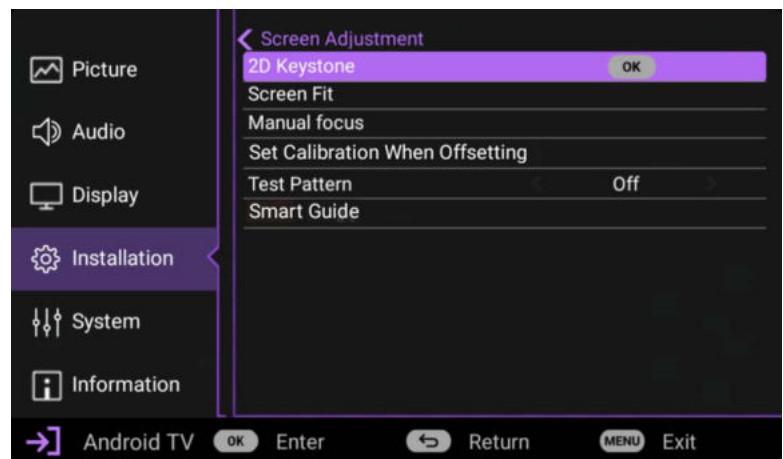 Screen Adjustment
Picture
2D Keystone OK
Screen Fit
Audio
Manual focus
Set Calibration When Offsetting
Display
Test Pattern Off
Smart Guide
Installation
System
Information
Android TV OK Enter Return MENU Exit